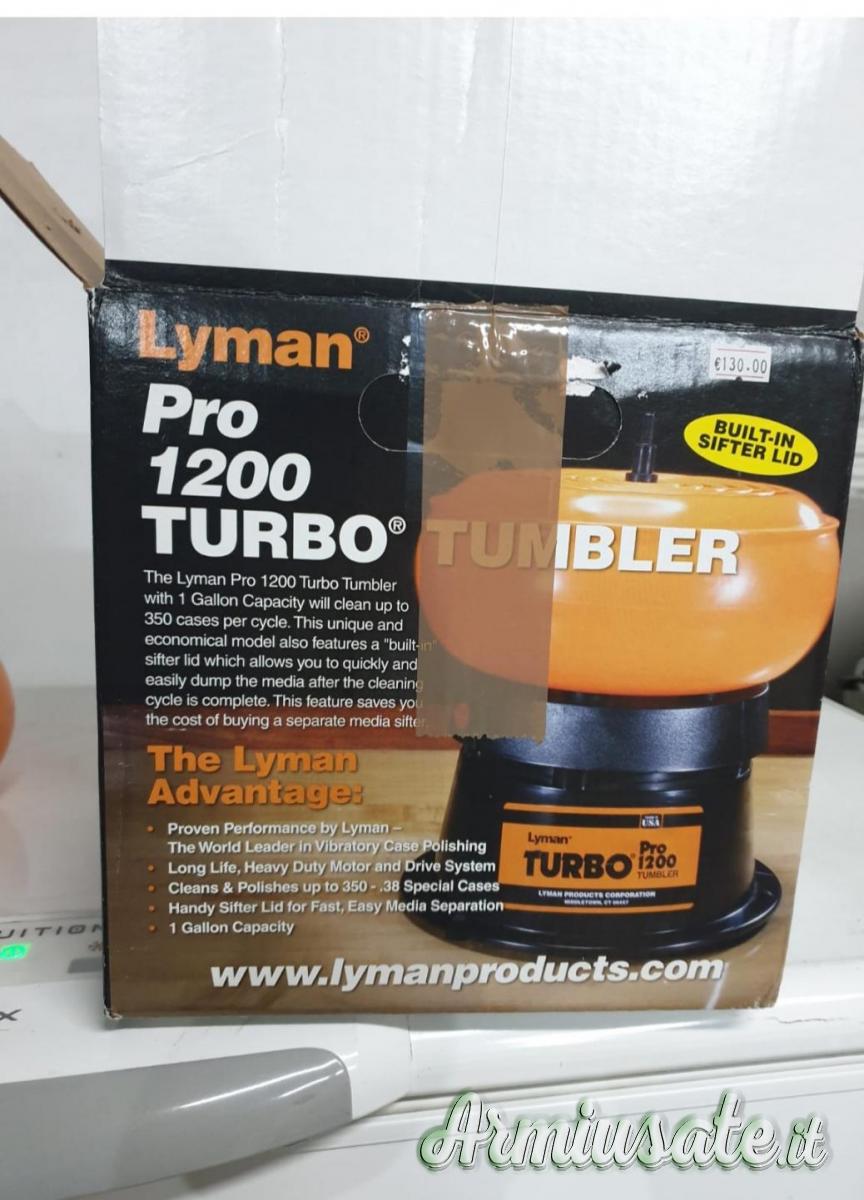 Lyman®
€130.00
Pro
1200
TURBO® TUMBLER
BUILT-IN
SIFTER LID
The Lyman Pro 1200 Turbo Tumbler
with 1 Gallon Capacity will clean up to
350 cases per cycle. This unique and
economical model also features a "built-in"
sifter lid which allows you to quickly and
easily dump the media after the cleaning
cycle is complete. This feature saves you
the cost of buying a separate media sifter.
The Lyman
Advantage:
• Proven Performance by Lyman –
The World Leader in Vibratory Case Polishing
• Long Life, Heavy Duty Motor and Drive System
• Cleans & Polishes up to 350 - .38 Special Cases
• Handy Sifter Lid for Fast, Easy Media Separation
• 1 Gallon Capacity
USA
Lyman®
TURBO® Pro
1200
TUMBLER
LYMAN PRODUCTS CORPORATION
MIDDLETOWN, CT 06457
www.lymanproducts.com
UITION
X
Armiusate.it